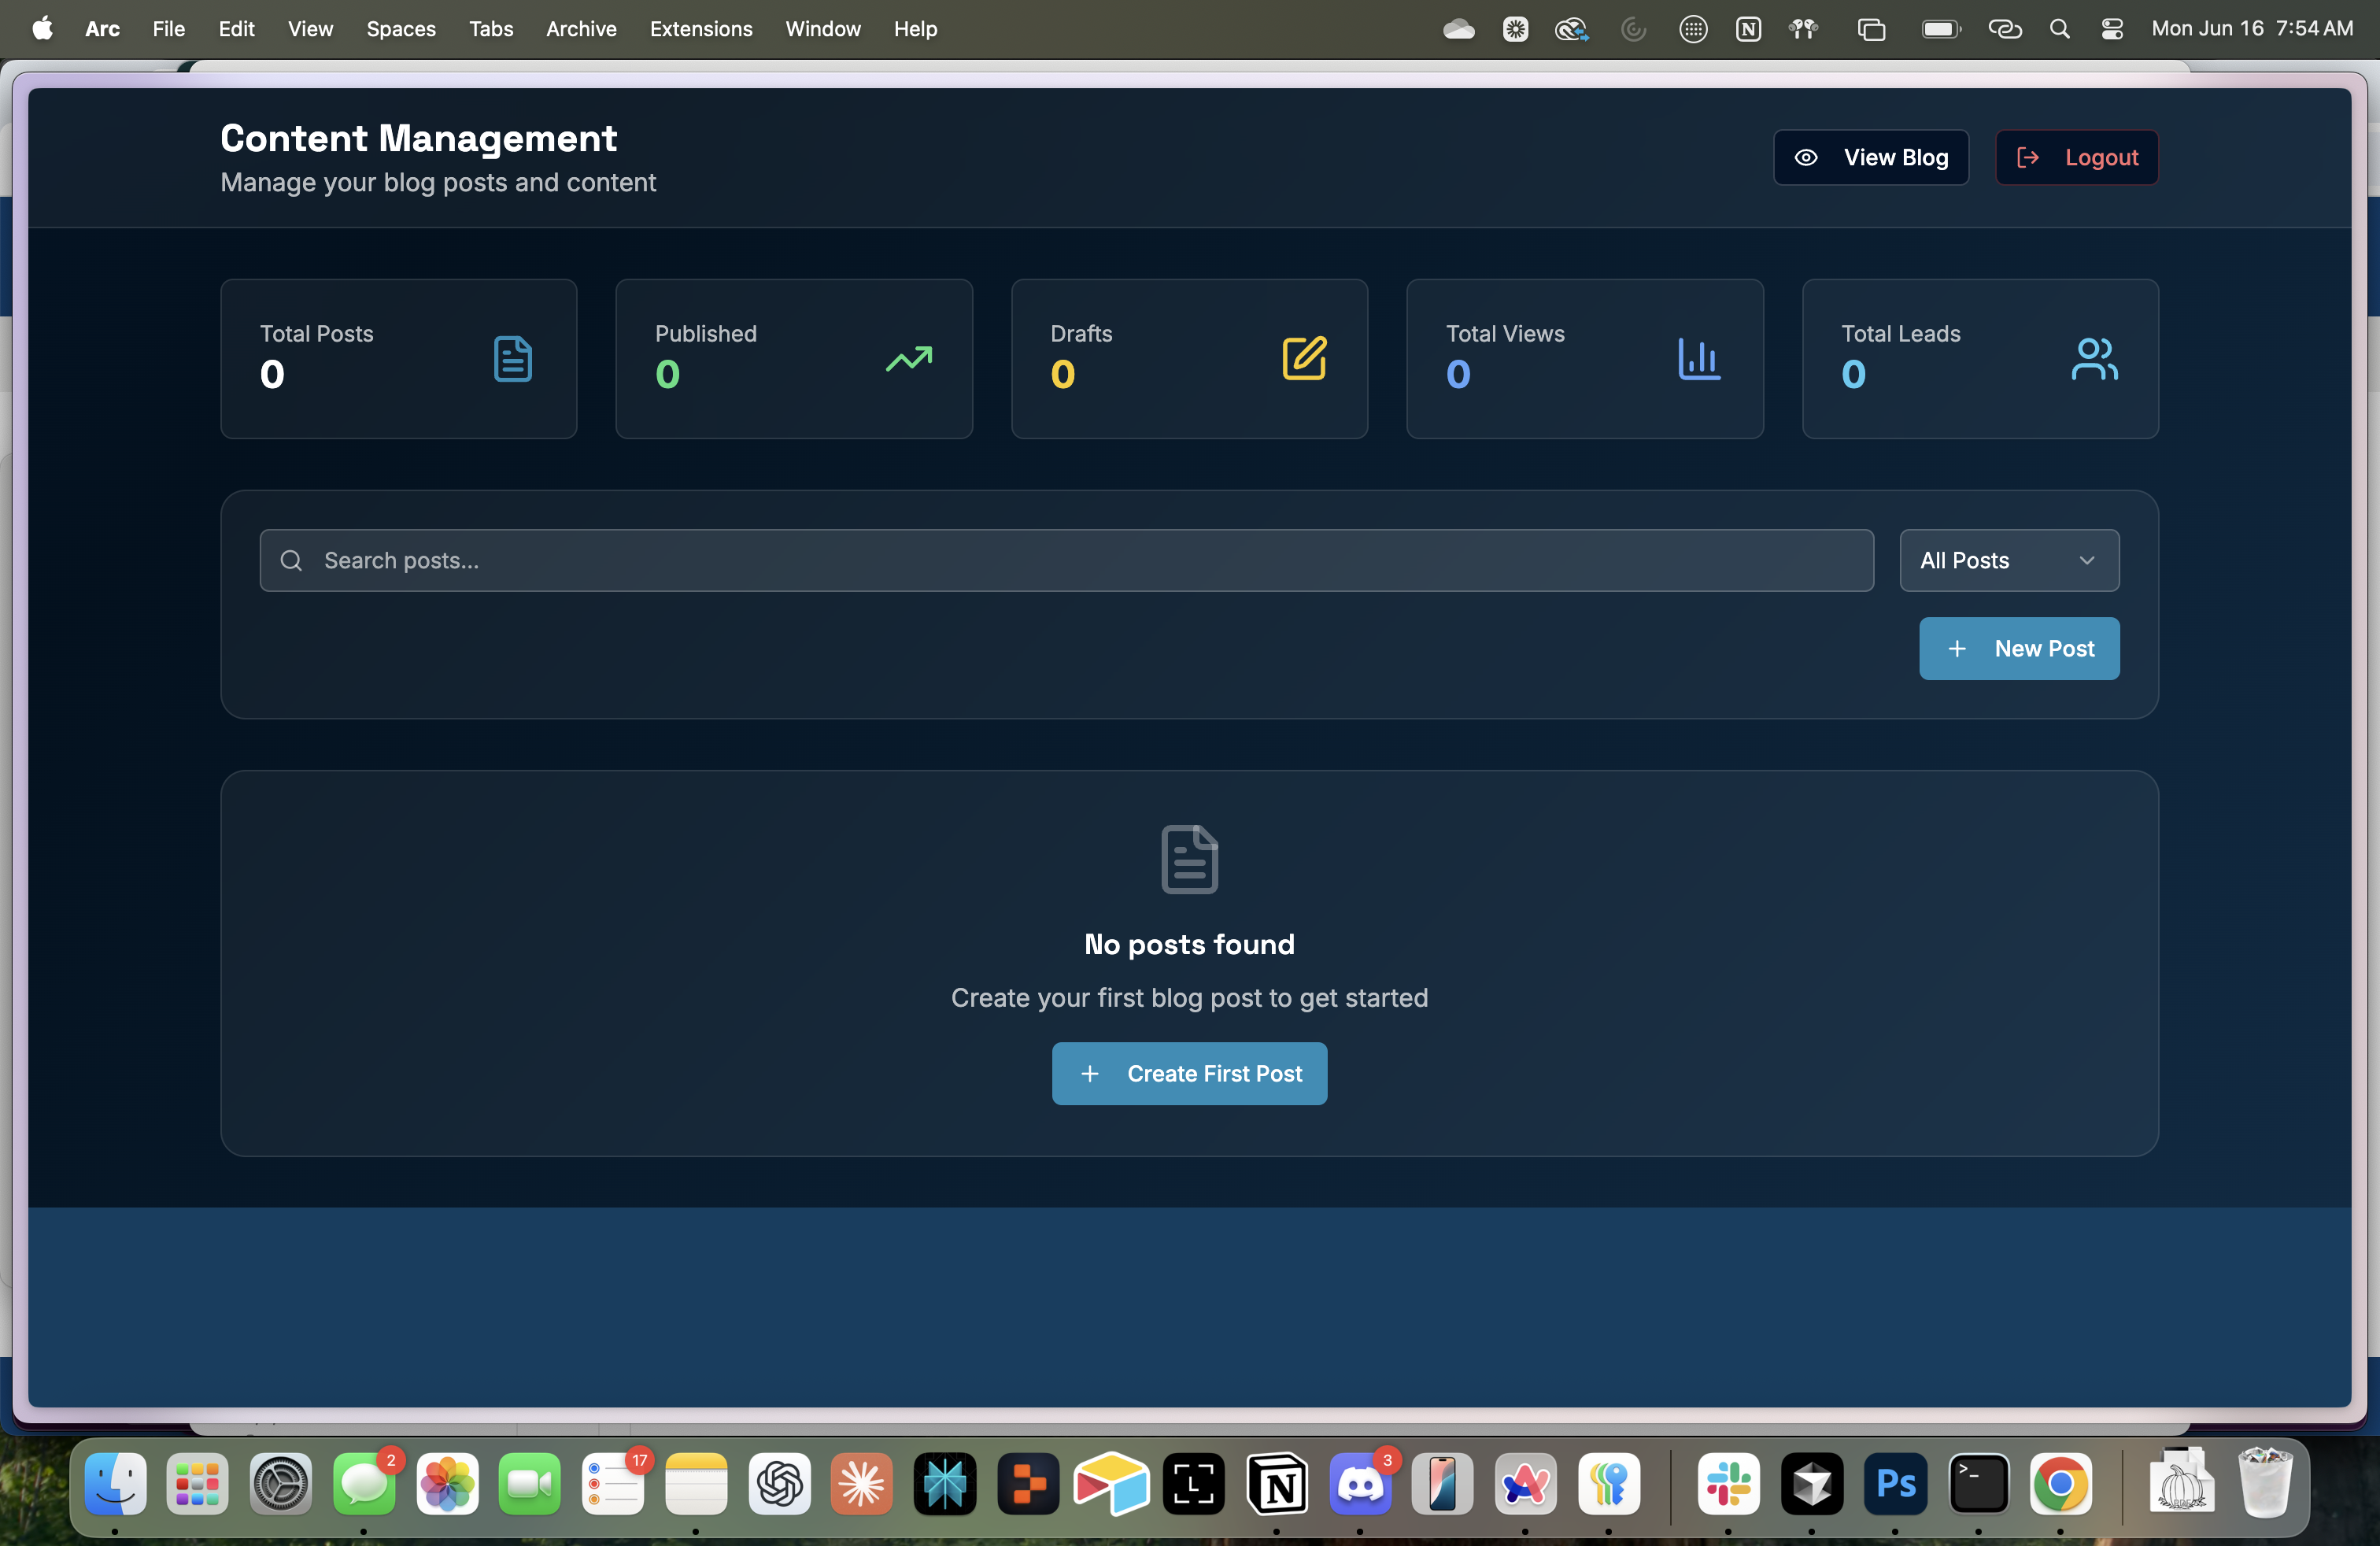 Arc File Edit View Spaces Tabs Archive Extensions Window Help Mon Jun 16 7:54 AM
Content Management
Manage your blog posts and content
View Blog
Logout
Total Posts
0
Published
0
Drafts
0
Total Views
0
Total Leads
0
Search posts...
All Posts
New Post
No posts found
Create your first blog post to get started
Create First Post
2
17
3
Ps